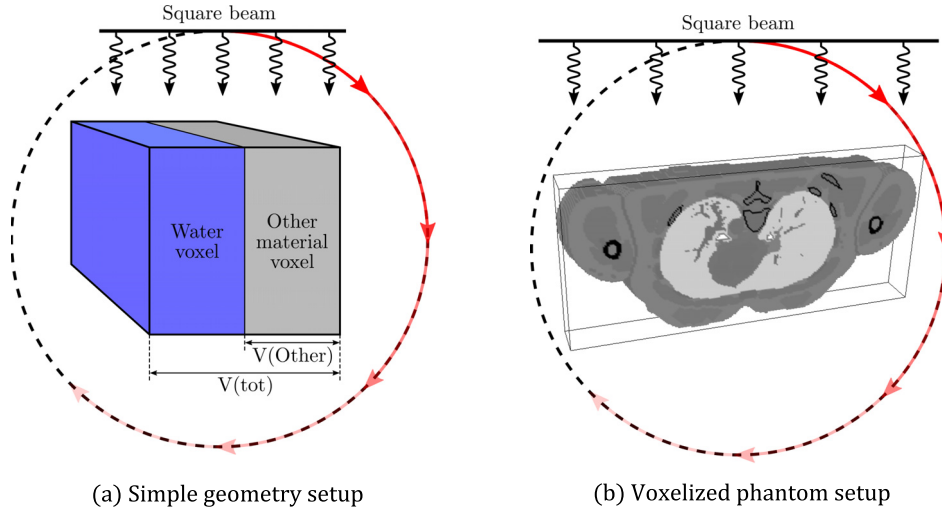 Square beam
Water
voxel
Other
material
voxel
V(Other)
V(tot)
(a) Simple geometry setup
Square beam
(b) Voxelized phantom setup